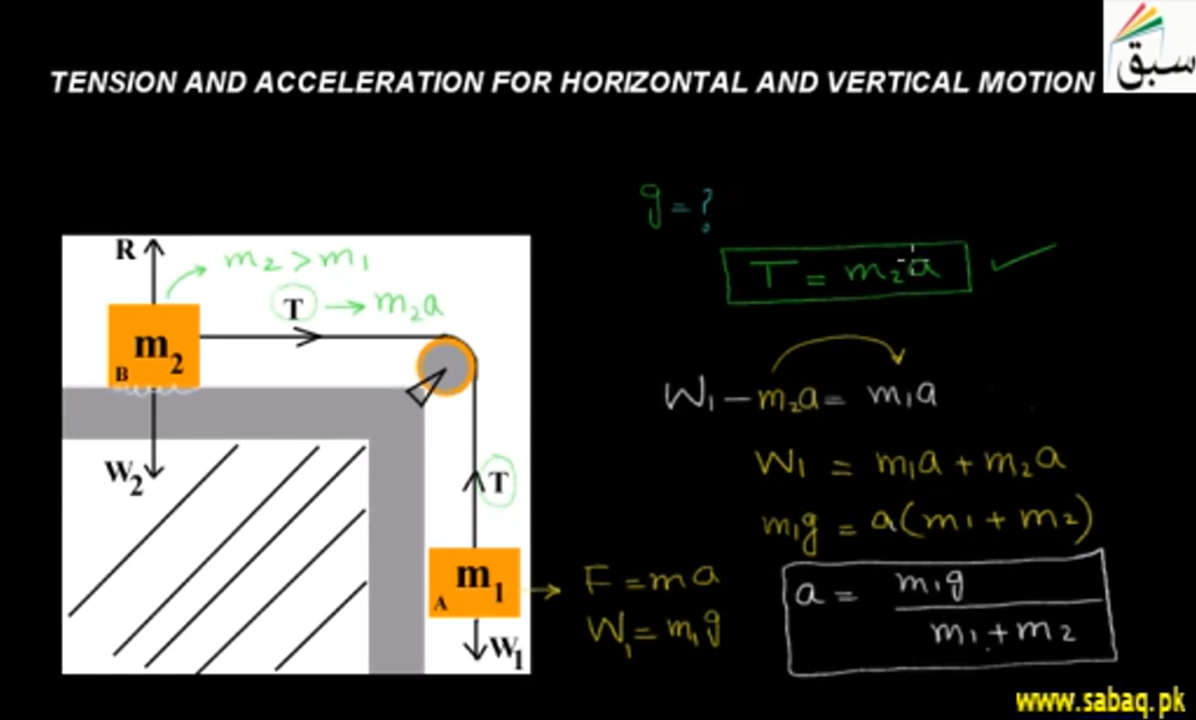 TENSION AND ACCELERATION FOR HORIZONTAL AND VERTICAL MOTION
سبق
g = ?
T = m₂a
R
m₂ > m₁
T → m₂a
m₂
B
W₂
T
m₁
A
W₁
W₁ − m₂a = m₁a
W₁ = m₁a + m₂a
m₁g = a(m₁ + m₂)
F = ma
W₁ = m₁g
a = m₁g / m₁ + m₂
www.sabaq.pk